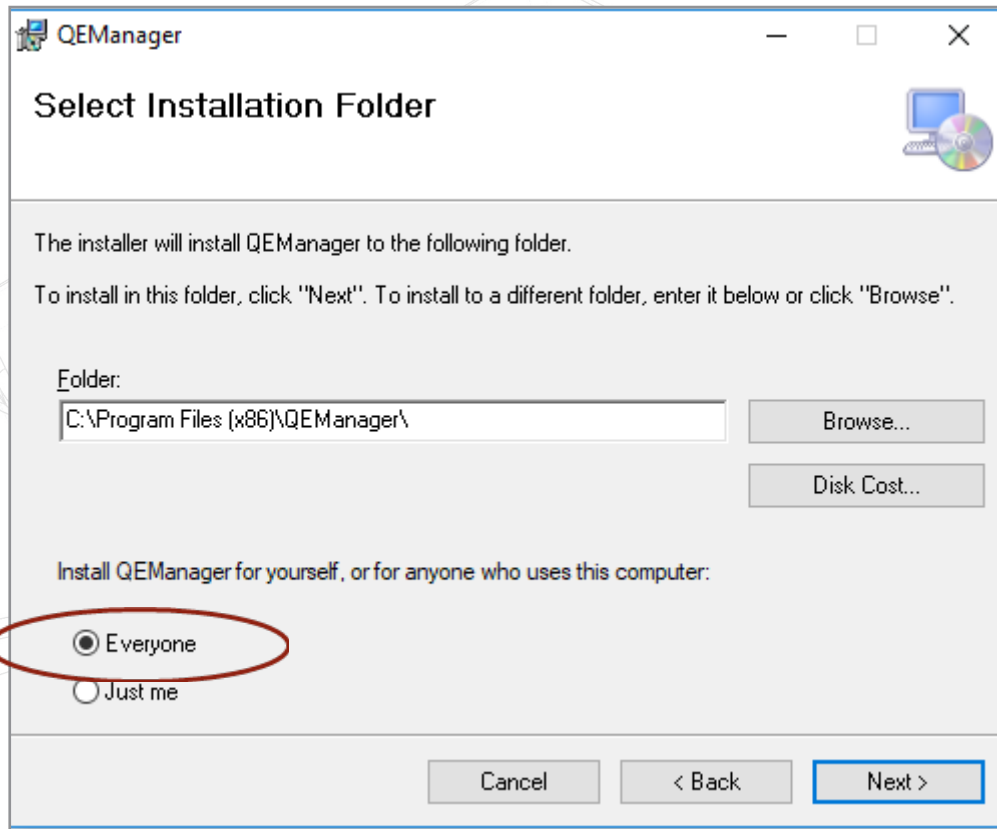 QEManager
Select Installation Folder
The installer will install QEManager to the following folder.
To install in this folder, click "Next". To install to a different folder, enter it below or click "Browse".
Folder:
C:\Program Files (x86)\QEManager\
Browse...
Disk Cost...
Install QEManager for yourself, or for anyone who uses this computer:
Everyone
Just me
Cancel
< Back
Next >